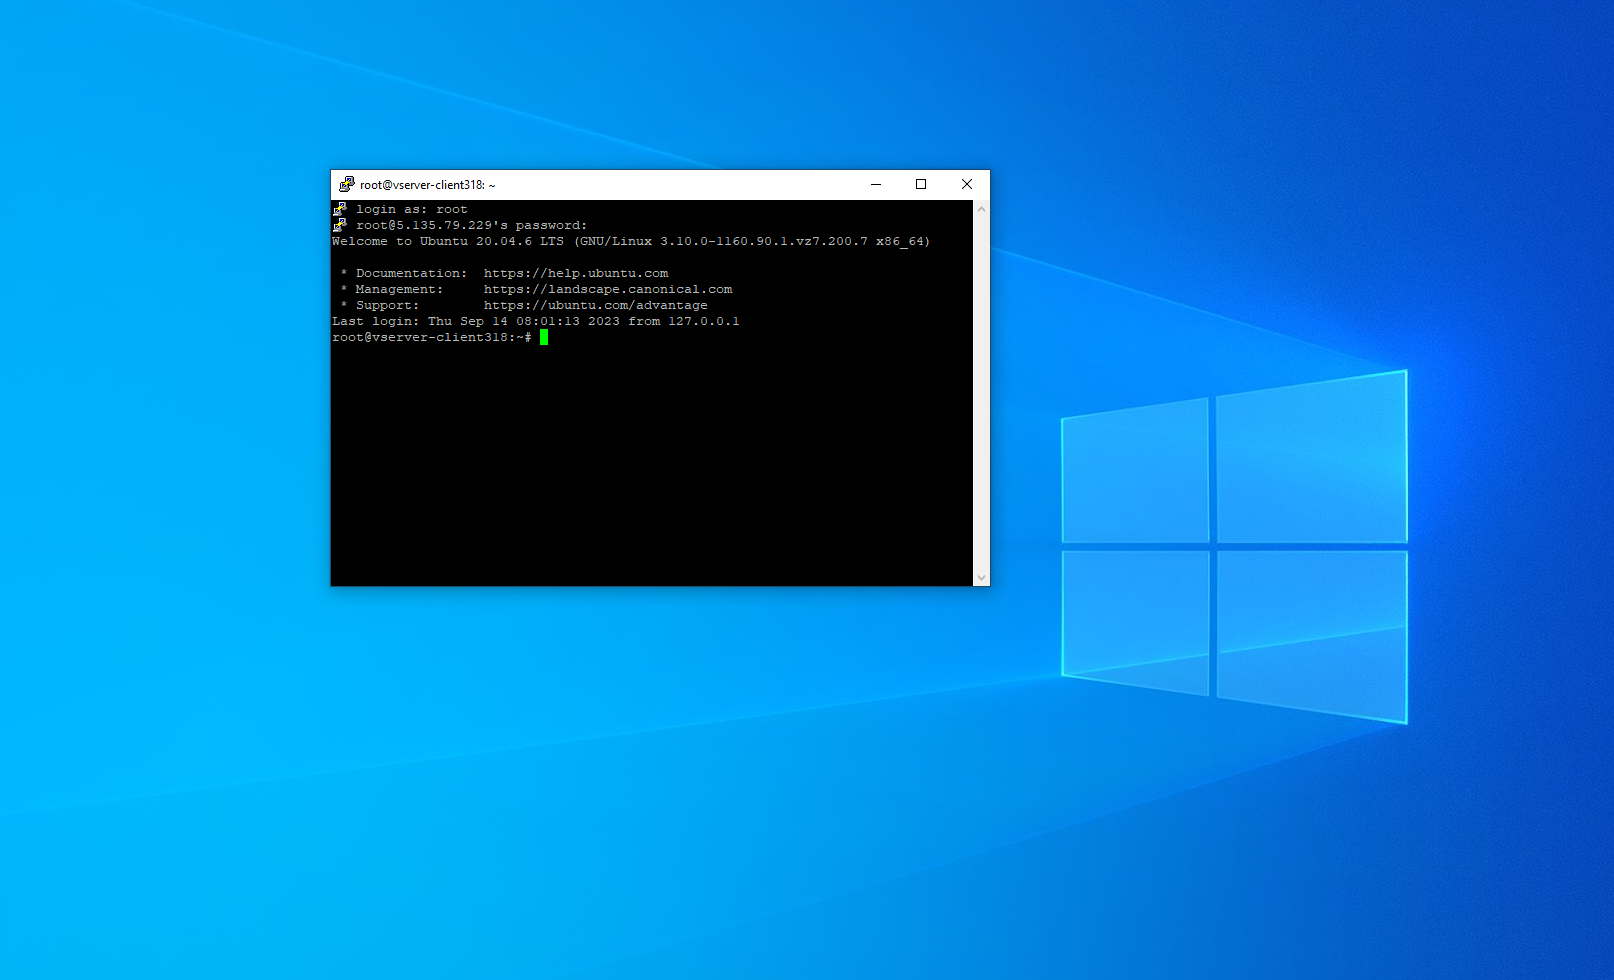 root@vserver-client318: ~
login as: root
root@5.135.79.229's password:
Welcome to Ubuntu 20.04.6 LTS (GNU/Linux 3.10.0-1160.90.1.vz7.200.7 x86_64)
* Documentation:  https://help.ubuntu.com
* Management:     https://landscape.canonical.com
* Support:        https://ubuntu.com/advantage
Last login: Thu Sep 14 08:01:13 2023 from 127.0.0.1
root@vserver-client318:~#